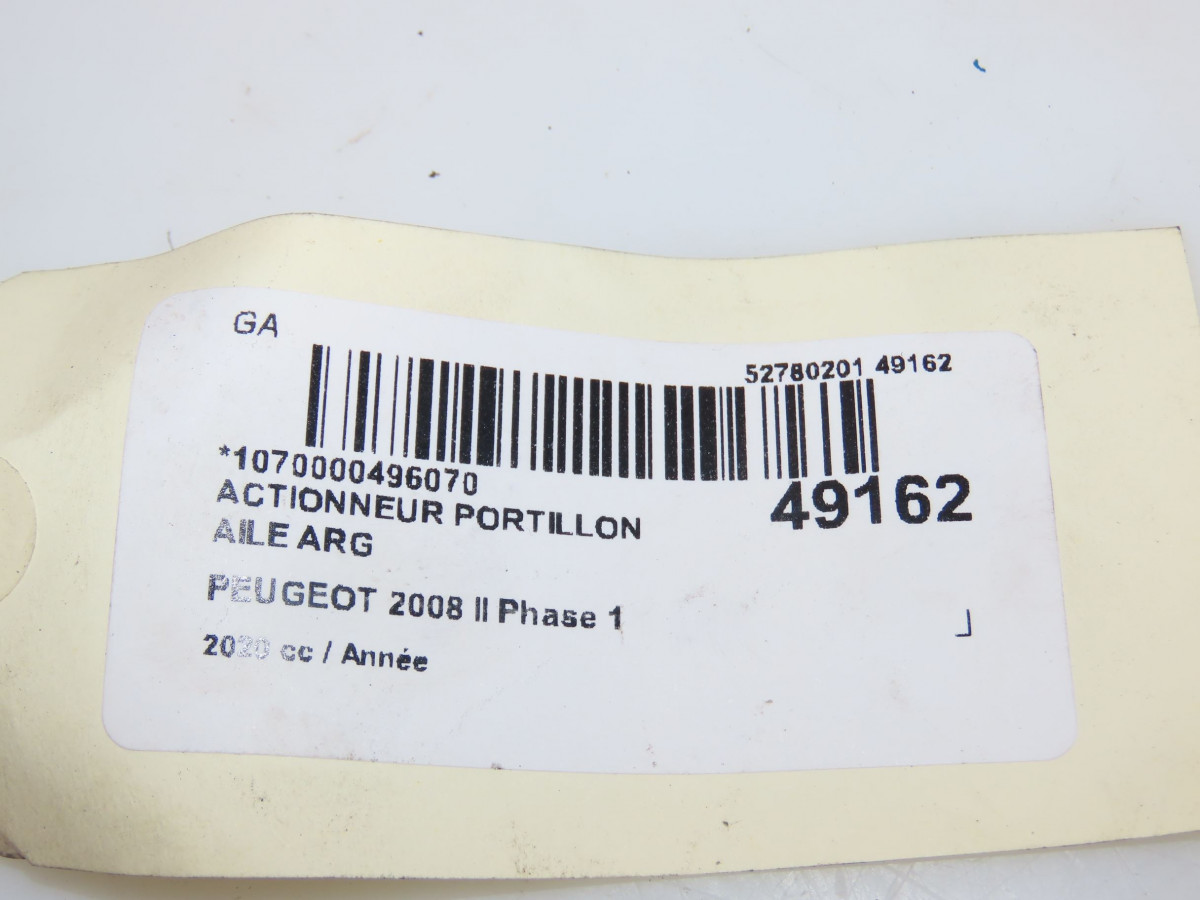 GA
52780201 49162
*1070000496070
49162
ACTIONNEUR PORTILLON
AILE ARG
PEUGEOT 2008 II Phase 1
2020 cc / Année